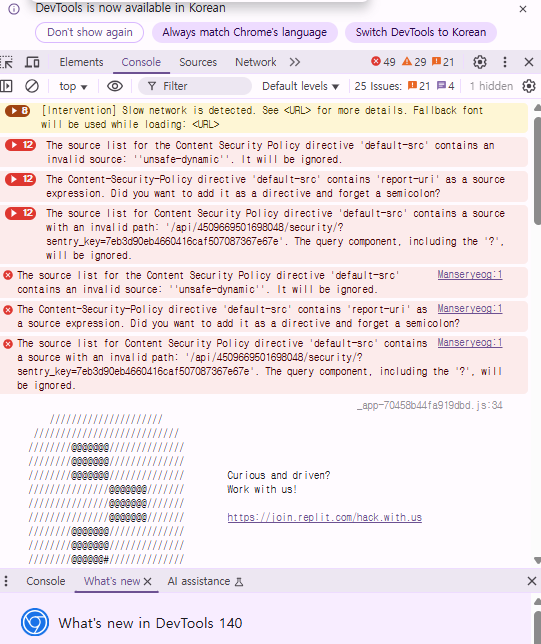 DevTools is now available in Korean
Don't show again Always match Chrome's language Switch DevTools to Korean
Elements Console Sources Network 49 29 21
top Filter Default levels 25 Issues: 21 4 1 hidden
8 [Intervention] Slow network is detected. See <URL> for more details. Fallback font
will be used while loading: <URL>
12 The source list for the Content Security Policy directive 'default-src' contains an
invalid source: ''unsafe-dynamic''. It will be ignored.
12 The Content-Security-Policy directive 'default-src' contains 'report-uri' as a source
expression. Did you want to add it as a directive and forget a semicolon?
12 The source list for Content Security Policy directive 'default-src' contains a source
with an invalid path: '/api/4509669501698048/security/?
sentry_key=7eb3d90eb4660416caf507087367e67e'. The query component, including the '?',
will be ignored.
The source list for the Content Security Policy directive 'default-src' Manseryeog:1
contains an invalid source: ''unsafe-dynamic''. It will be ignored.
The Content-Security-Policy directive 'default-src' contains 'report-uri' as Manseryeog:1
a source expression. Did you want to add it as a directive and forget a semicolon?
The source list for Content Security Policy directive 'default-src' contains Manseryeog:1
a source with an invalid path: '/api/4509669501698048/security/?
sentry_key=7eb3d90eb4660416caf507087367e67e'. The query component, including the '?', will
be ignored.
_app-70458b44fa919dbd.js:34
/////////////////////
///////////////////////////
////////@@@@@@@//////////////
////////@@@@@@@//////////////
////////@@@@@@@////////////// Curious and driven?
///////////////@@@@@@@/////// Work with us!
///////////////@@@@@@@///////
///////////////@@@@@@@/////// https://join.replit.com/hack.with.us
////////@@@@@@@//////////////
////////@@@@@@@//////////////
////////@@@@@@#//////////////
Console What's new AI assistance
What's new in DevTools 140